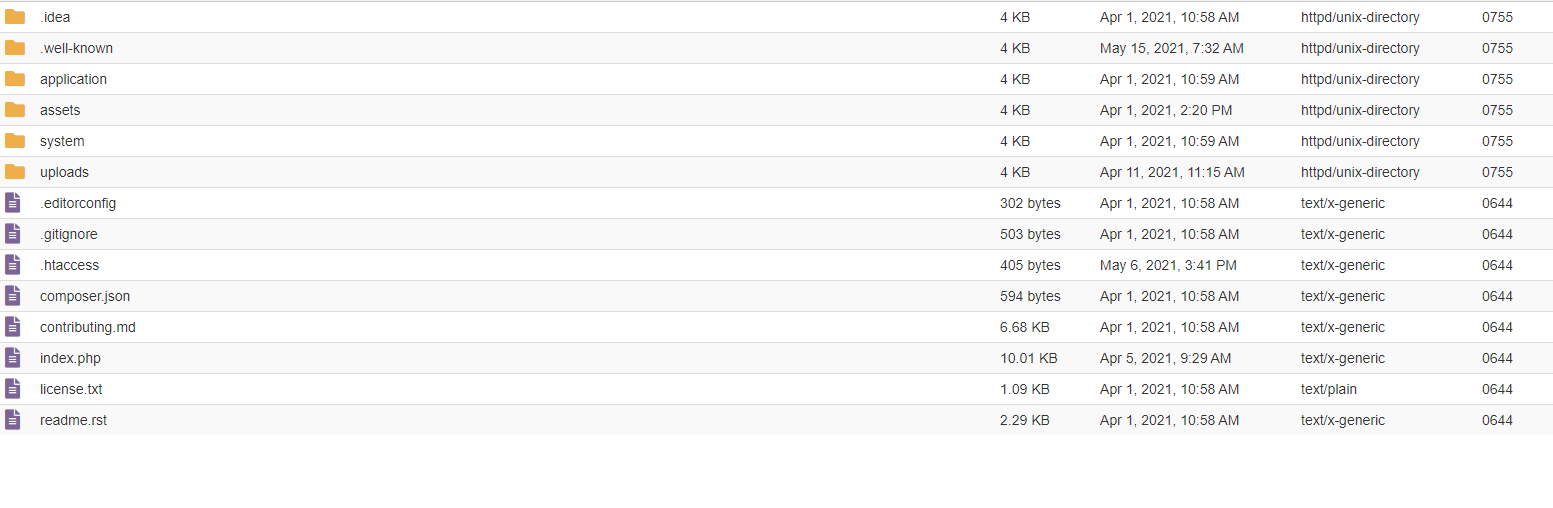 .idea 4 KB Apr 1, 2021, 10:58 AM httpd/unix-directory 0755
.well-known 4 KB May 15, 2021, 7:32 AM httpd/unix-directory 0755
application 4 KB Apr 1, 2021, 10:59 AM httpd/unix-directory 0755
assets 4 KB Apr 1, 2021, 2:20 PM httpd/unix-directory 0755
system 4 KB Apr 1, 2021, 10:59 AM httpd/unix-directory 0755
uploads 4 KB Apr 11, 2021, 11:15 AM httpd/unix-directory 0755
.editorconfig 302 bytes Apr 1, 2021, 10:58 AM text/x-generic 0644
.gitignore 503 bytes Apr 1, 2021, 10:58 AM text/x-generic 0644
.htaccess 405 bytes May 6, 2021, 3:41 PM text/x-generic 0644
composer.json 594 bytes Apr 1, 2021, 10:58 AM text/x-generic 0644
contributing.md 6.68 KB Apr 1, 2021, 10:58 AM text/x-generic 0644
index.php 10.01 KB Apr 5, 2021, 9:29 AM text/x-generic 0644
license.txt 1.09 KB Apr 1, 2021, 10:58 AM text/plain 0644
readme.rst 2.29 KB Apr 1, 2021, 10:58 AM text/x-generic 0644